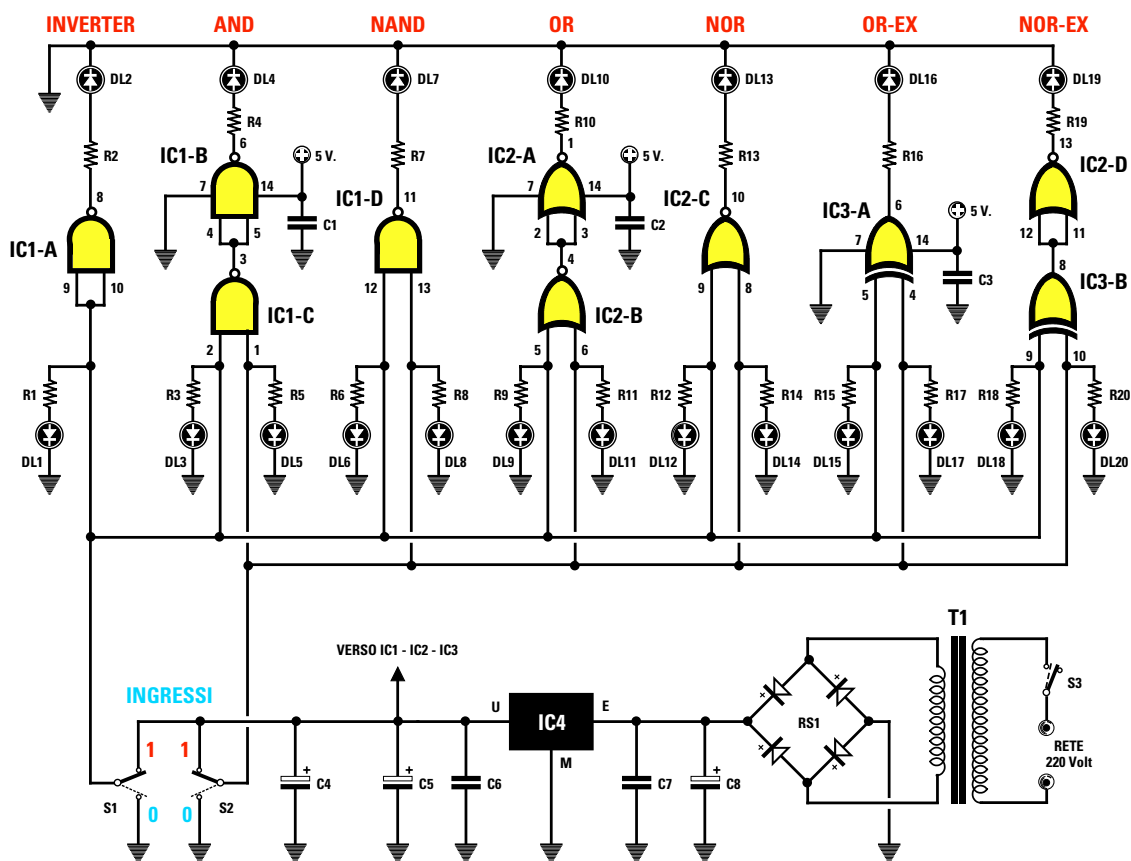 INVERTER AND NAND OR NOR OR-EX NOR-EX
DL2 DL4 DL7 DL10 DL13 DL16 DL19
R4 R10 R19
6 1 13
R2 IC1-B 5 V. R7 IC2-A 5 V. R13 R16 IC2-D
8 7 14 11 7 14 10 6 12 11
IC1-A 4 5 C1 IC1-D 2 3 C2 IC2-C IC3-A 5 V.
7 14
3 4 8
9 10 IC1-C 12 13 IC2-B 9 8 5 4 C3 IC3-B
2 1 5 6 9 10
R1 R3 R5 R6 R8 R9 R11 R12 R14 R15 R17 R18 R20
DL1 DL3 DL5 DL6 DL8 DL9 DL11 DL12 DL14 DL15 DL17 DL18 DL20
T1
VERSO IC1 - IC2 - IC3
INGRESSI
S3
U IC4 E RS1
M
1 1
RETE
220 Volt
S1 0 0 S2 + C4 + C5 C6 C7 + C8
+ + + +